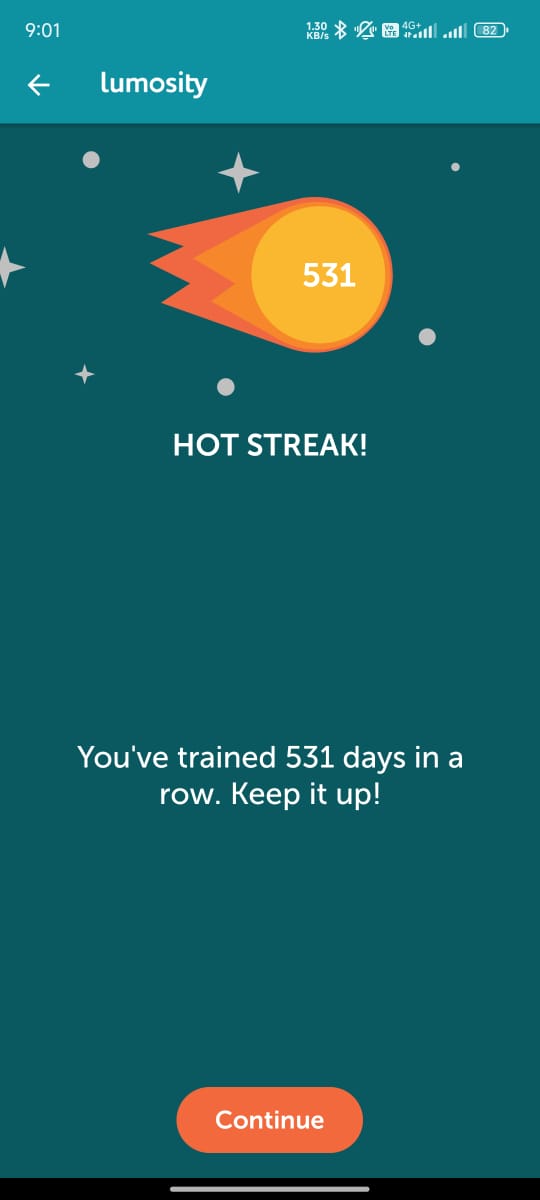 9:01
1.30
KB/s
Vo
LTE
4G+
82
lumosity
531
HOT STREAK!
You've trained 531 days in a
row. Keep it up!
Continue